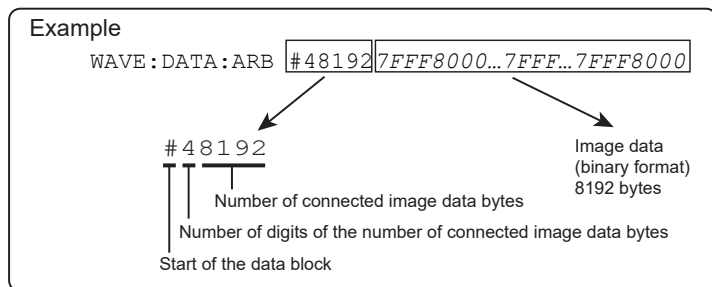 Example
WAVE:DATA:ARB #48192 7FFF8000…7FFF…7FFF8000
#48192
Image data
(binary format)
8192 bytes
Number of connected image data bytes
Number of digits of the number of connected image data bytes
Start of the data block